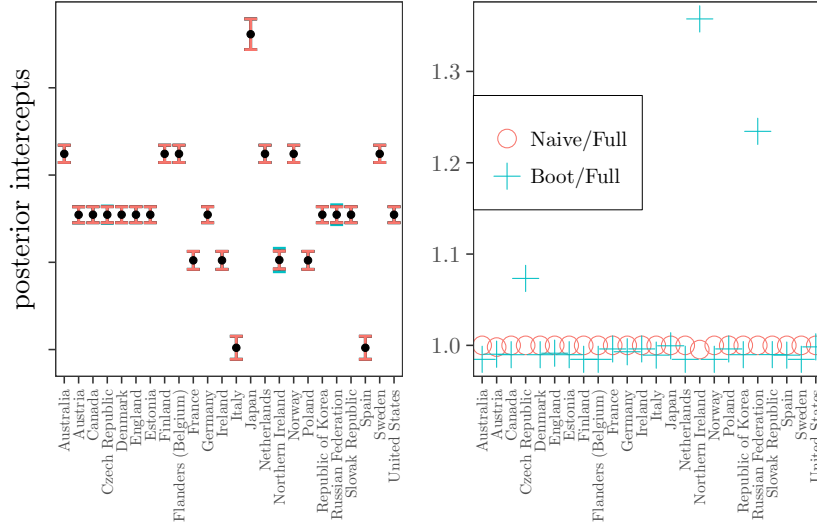 posterior intercepts
Australia
Austria
Canada
Czech Republic
Denmark
England
Estonia
Finland
Flanders (Belgium)
France
Germany
Ireland
Italy
Japan
Netherlands
Northern Ireland
Norway
Poland
Republic of Korea
Russian Federation
Slovak Republic
Spain
Sweden
United States
1.3
1.2
1.1
1.0
Naive/Full
Boot/Full
Australia
Austria
Canada
Czech Republic
Denmark
England
Estonia
Finland
Flanders (Belgium)
France
Germany
Ireland
Italy
Japan
Netherlands
Northern Ireland
Norway
Poland
Republic of Korea
Russian Federation
Slovak Republic
Spain
Sweden
United States